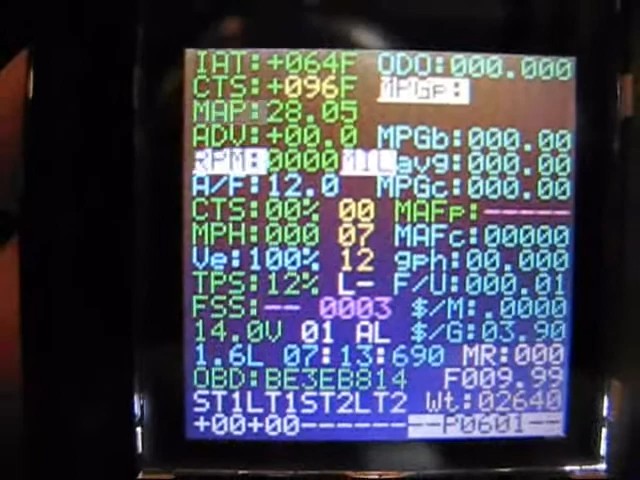 IAT:+064F ODO:000.000
CTS:+096F MPGp:
MAP:28.05
ADV:+00.0 MPGb:000.00
RPM:0000MILavg:000.00
A/F:12.0 MPGc:000.00
CTS:00% 00 MAFp:-----
MPH:000 07 MAFc:00000
Ve:100% 12 gph:00.000
TPS:12% L- F/U:000.01
FSS:-- 0003 $/M:.0000
14.0V 01 AL $/G:03.90
1.6L 07:13:690 MR:000
OBD:BE3EB814 F009.99
ST1LT1ST2LT2 Wt:02640
+00+00--------P0601--